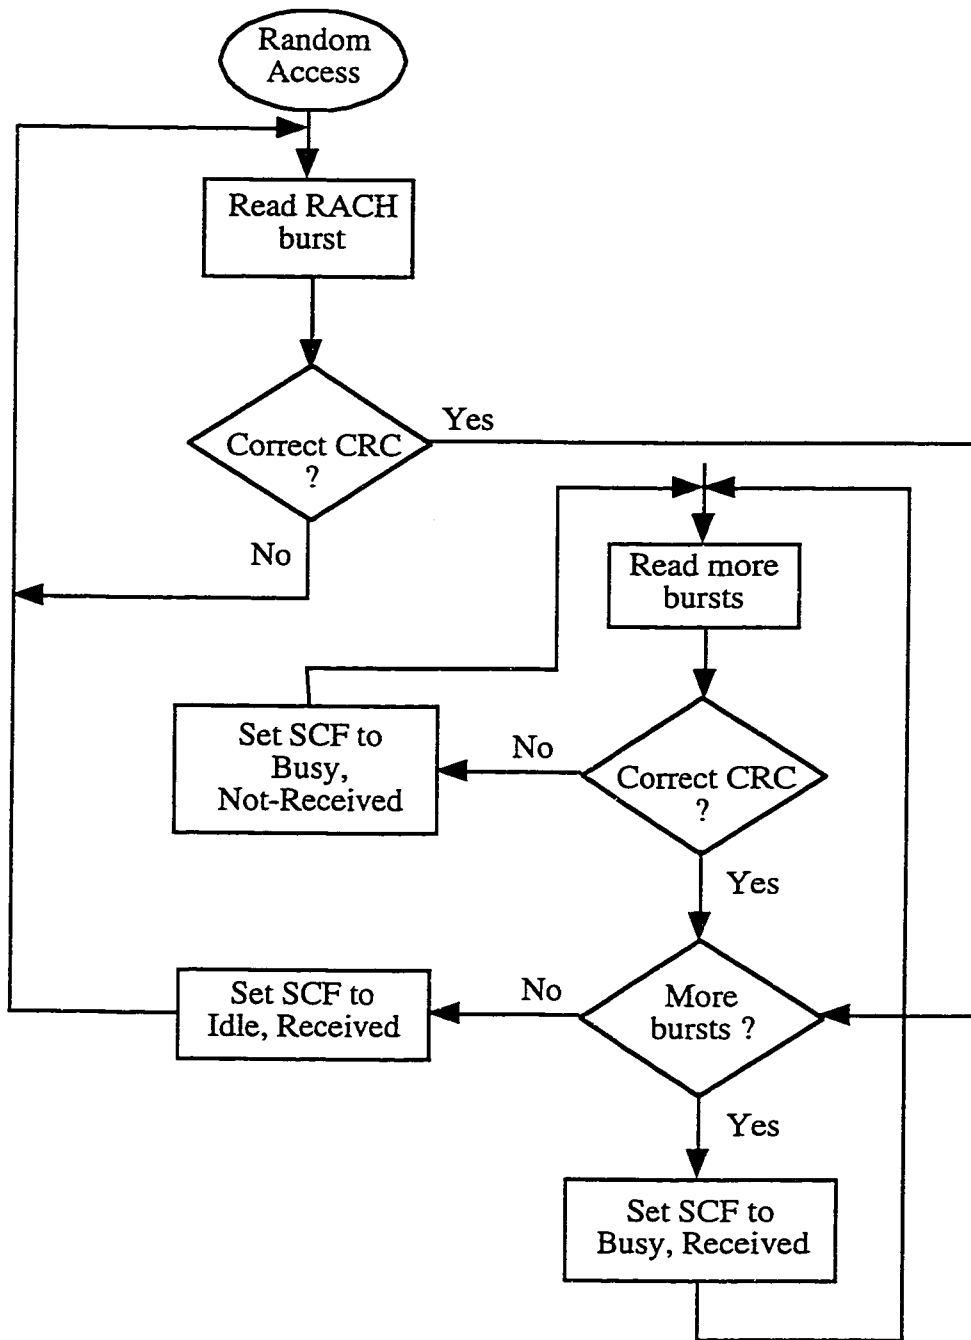 Random
Access
Read RACH
burst
Correct CRC
?
Yes
No
Read more
bursts
Correct CRC
?
No
Set SCF to
Busy,
Not-Received
Yes
More
bursts ?
No
Set SCF to
Idle, Received
Yes
Set SCF to
Busy, Received